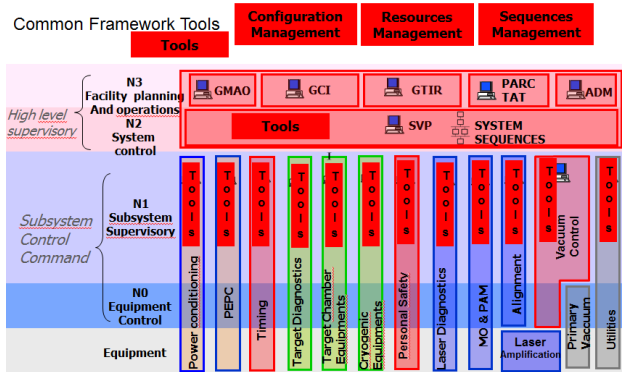 Common Framework Tools
Tools
Configuration
Management
Resources
Management
Sequences
Management
High level
supervisory
N3
Facility planning
And operations
N2
System
control
GMAO
GCI
GTIR
PARC
TAT
ADM
Tools
SVP
SYSTEM
SEQUENCES
Subsystem
Control
Command
N1
Subsystem
Supervisory
N0
Equipment
Control
Equipment
Tools
Power conditioning
Tools
PEPC
Tools
Timing
Tools
Target Diagnostics
Tools
Target Chamber
Equipments
Tools
Cryogenic
Equipments
Tools
Personal Safety
Tools
Laser Diagnostics
Tools
MO & PAM
Tools
Alignment
Laser
Amplification
Tools
Vacuum
Control
Primary
Vaccuum
Tools
Utilities